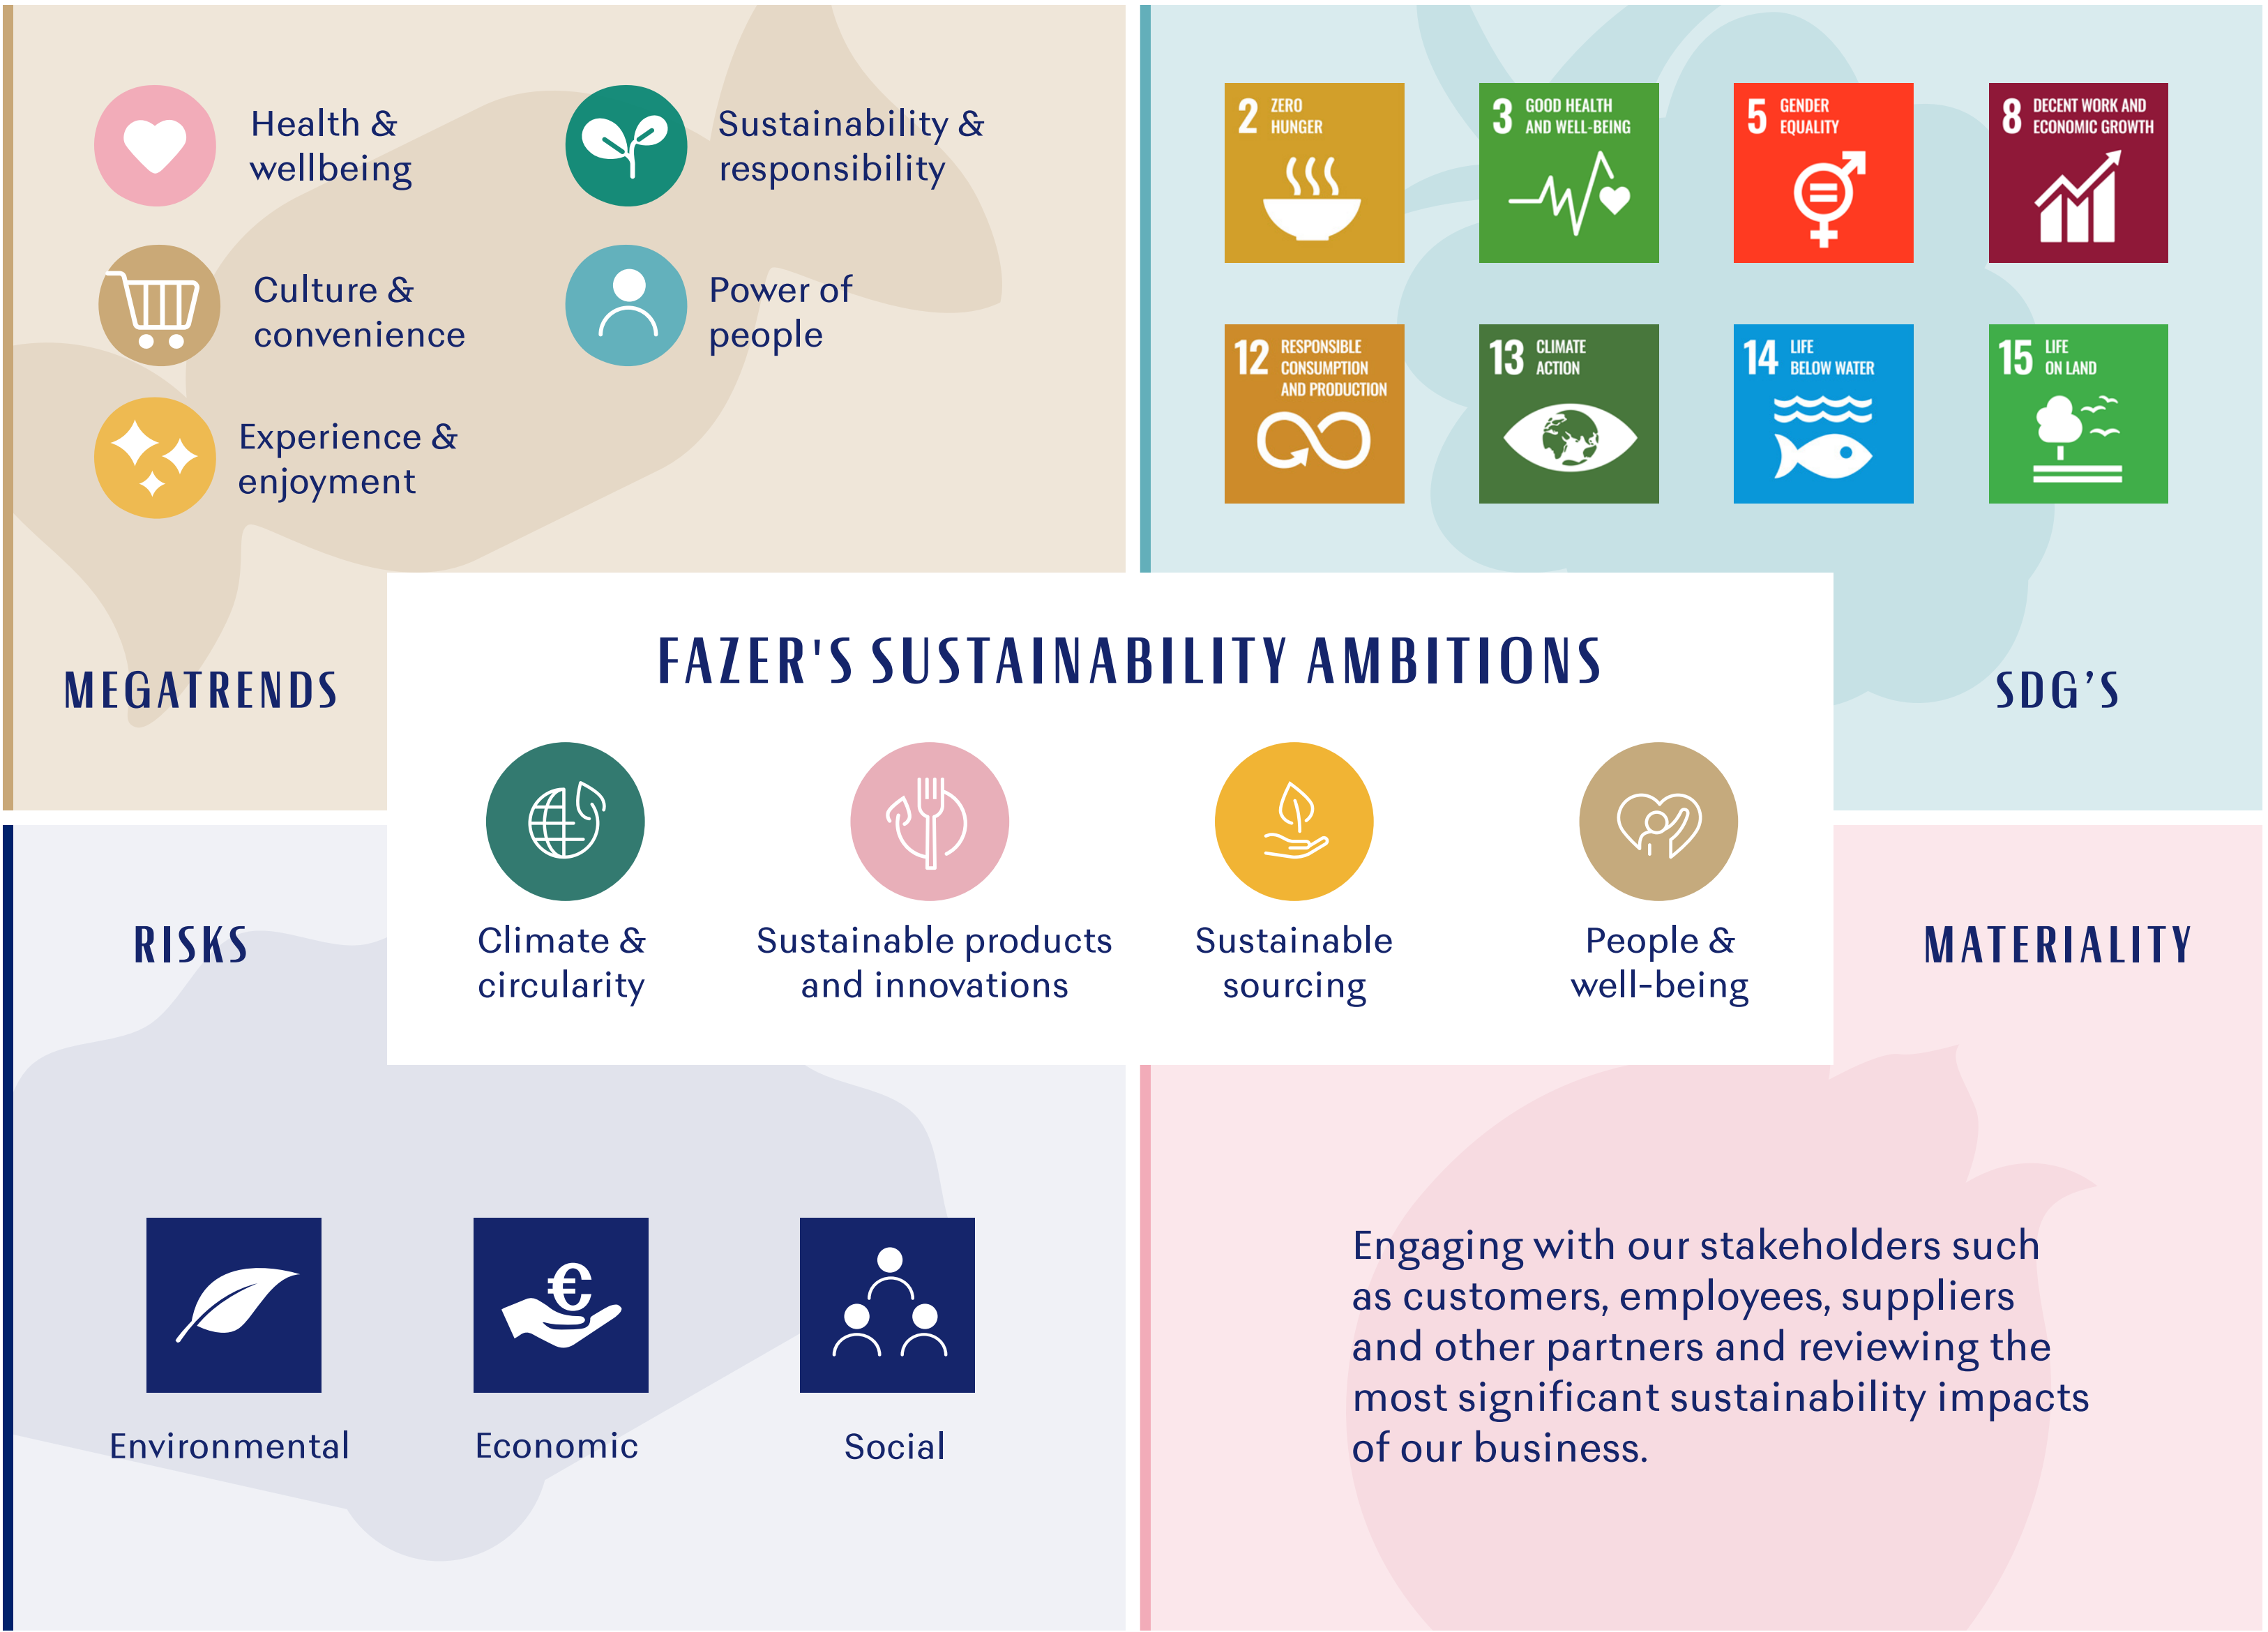 Health &
wellbeing
Sustainability &
responsibility
Culture &
convenience
Power of
people
Experience &
enjoyment
MEGATRENDS
2 ZERO
HUNGER
3 GOOD HEALTH
AND WELL-BEING
5 GENDER
EQUALITY
8 DECENT WORK AND
ECONOMIC GROWTH
12 RESPONSIBLE
CONSUMPTION
AND PRODUCTION
13 CLIMATE
ACTION
14 LIFE
BELOW WATER
15 LIFE
ON LAND
SDG’S
FAZER'S SUSTAINABILITY AMBITIONS
Climate &
circularity
Sustainable products
and innovations
Sustainable
sourcing
People &
well-being
RISKS
€
Environmental
Economic
Social
MATERIALITY
Engaging with our stakeholders such
as customers, employees, suppliers
and other partners and reviewing the
most significant sustainability impacts
of our business.